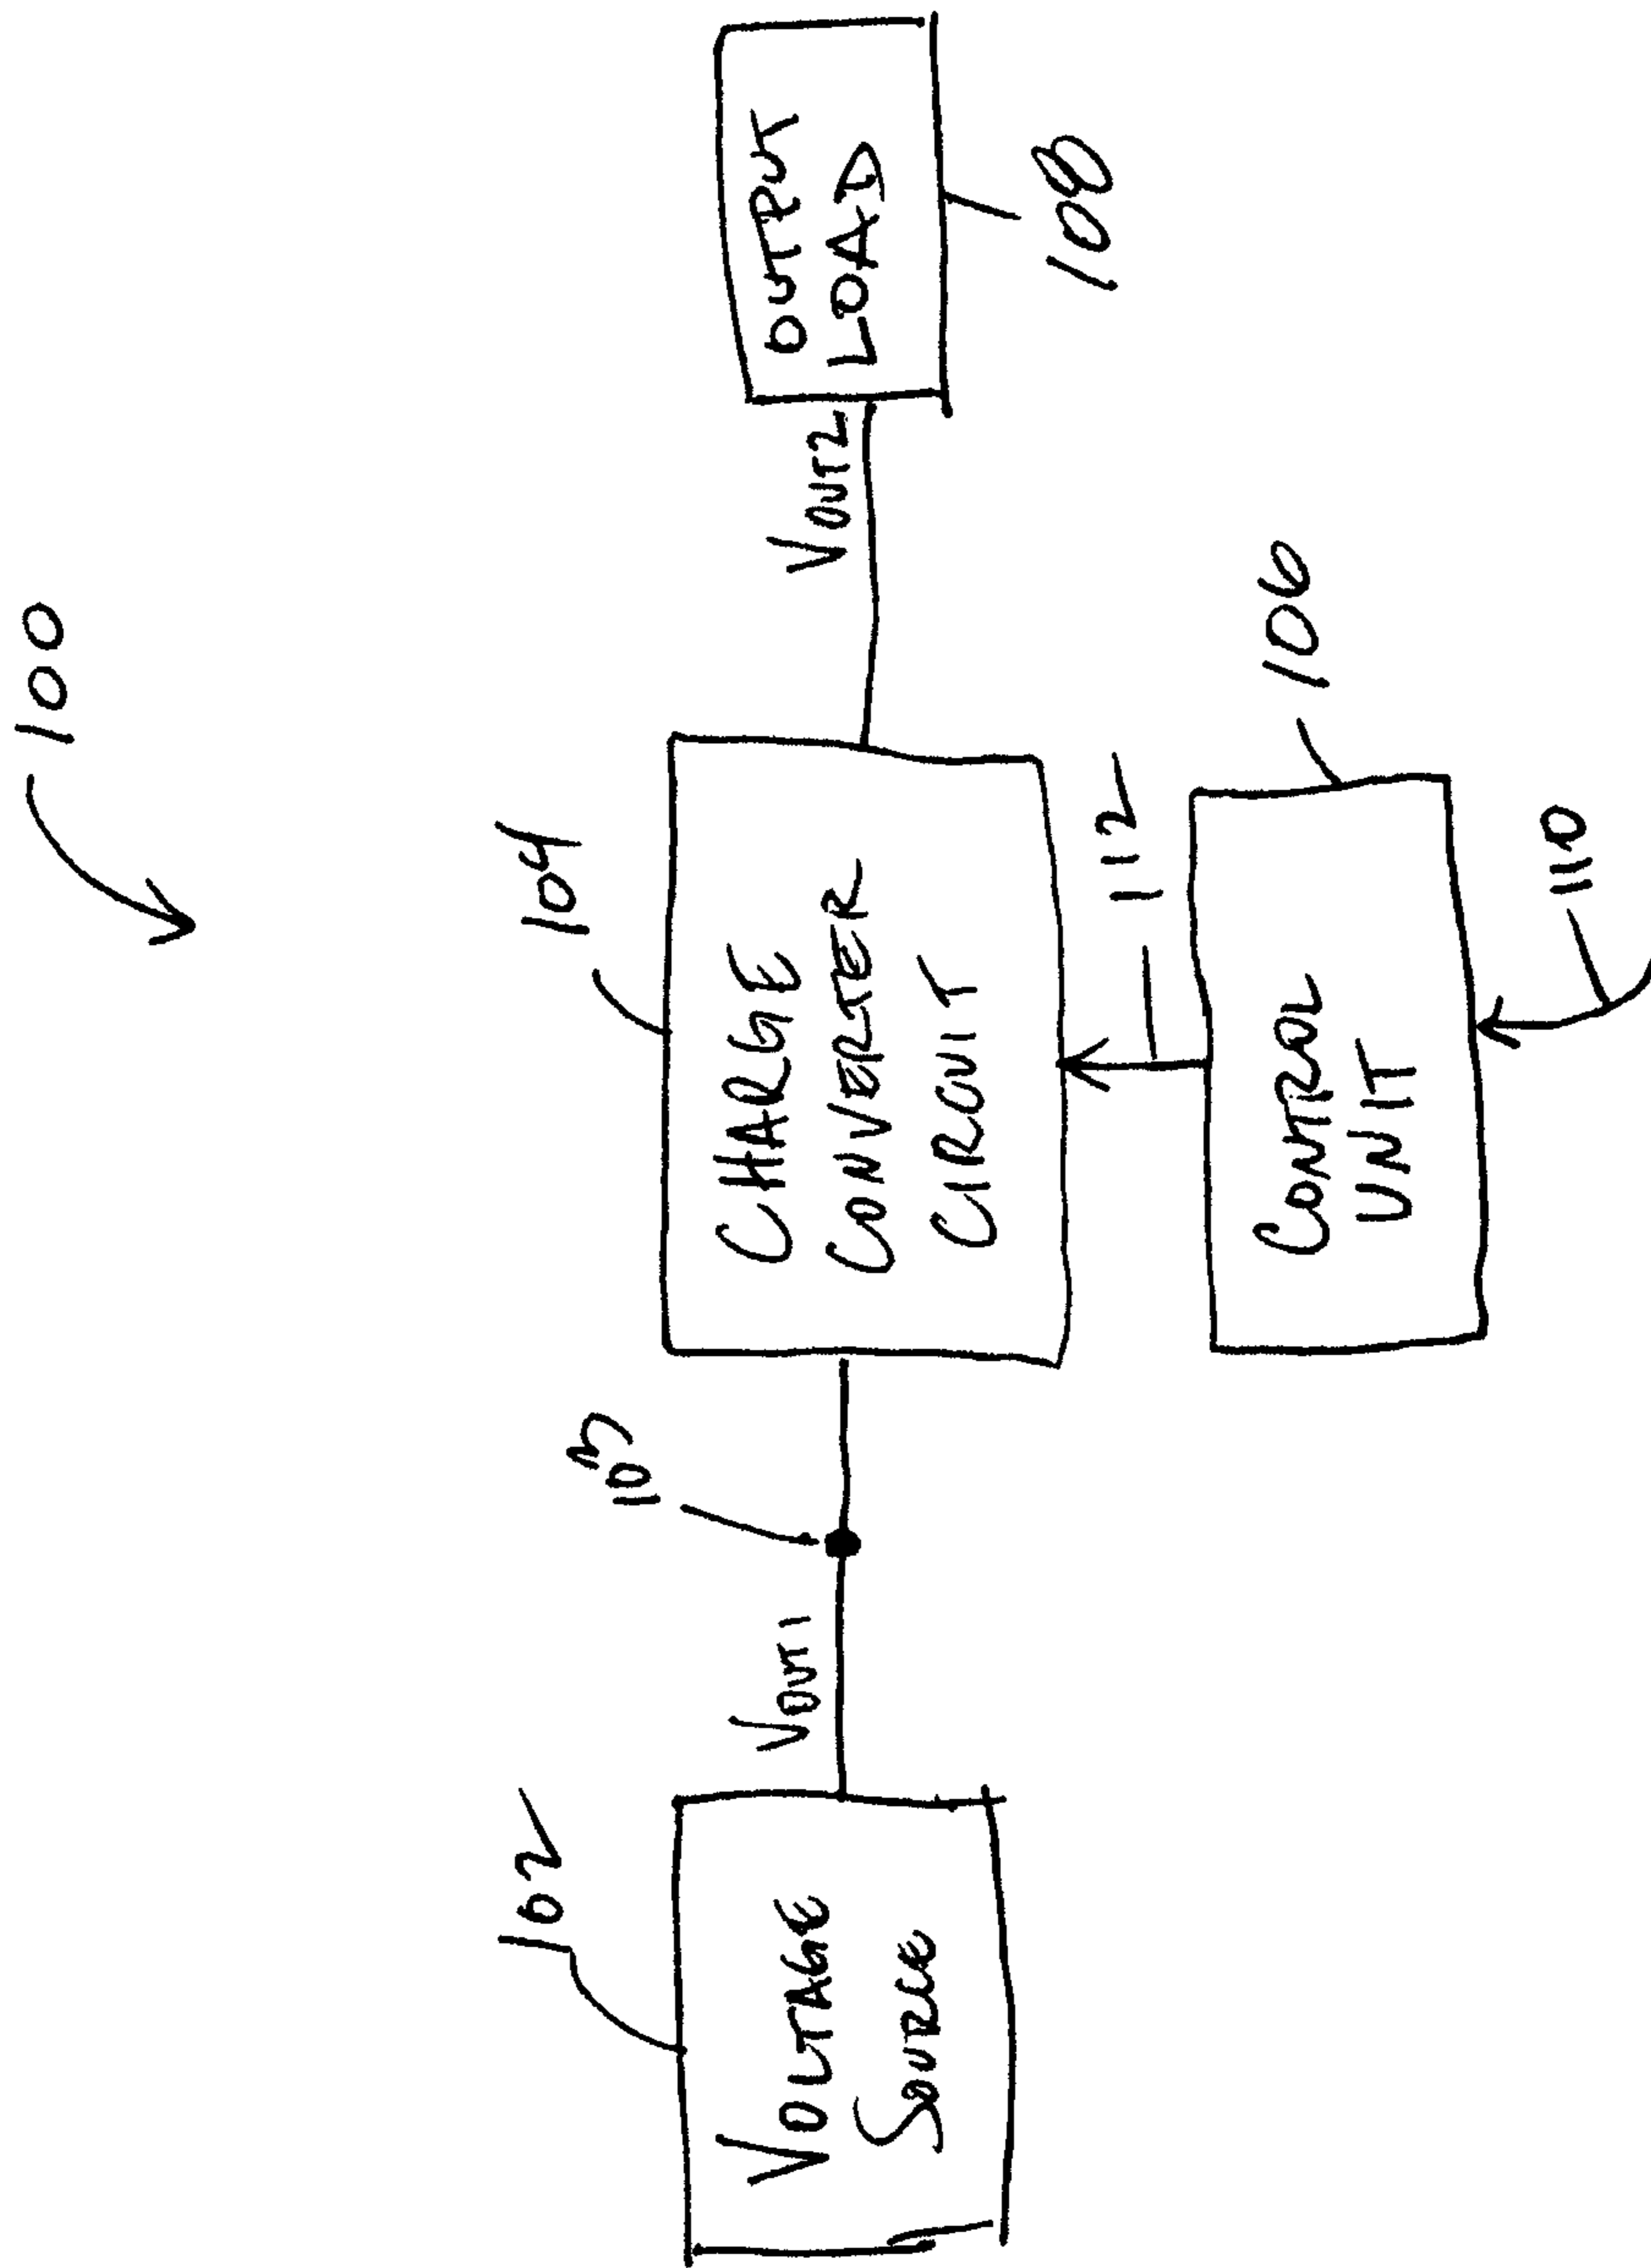 100
102
VOLTAGE
SOURCE
VOUT1
103
104
CHARGE
CONVERTER
CIRCUIT
112
CONTROL
UNIT
106
110
VOUT2
OUTPUT
LOAD
108